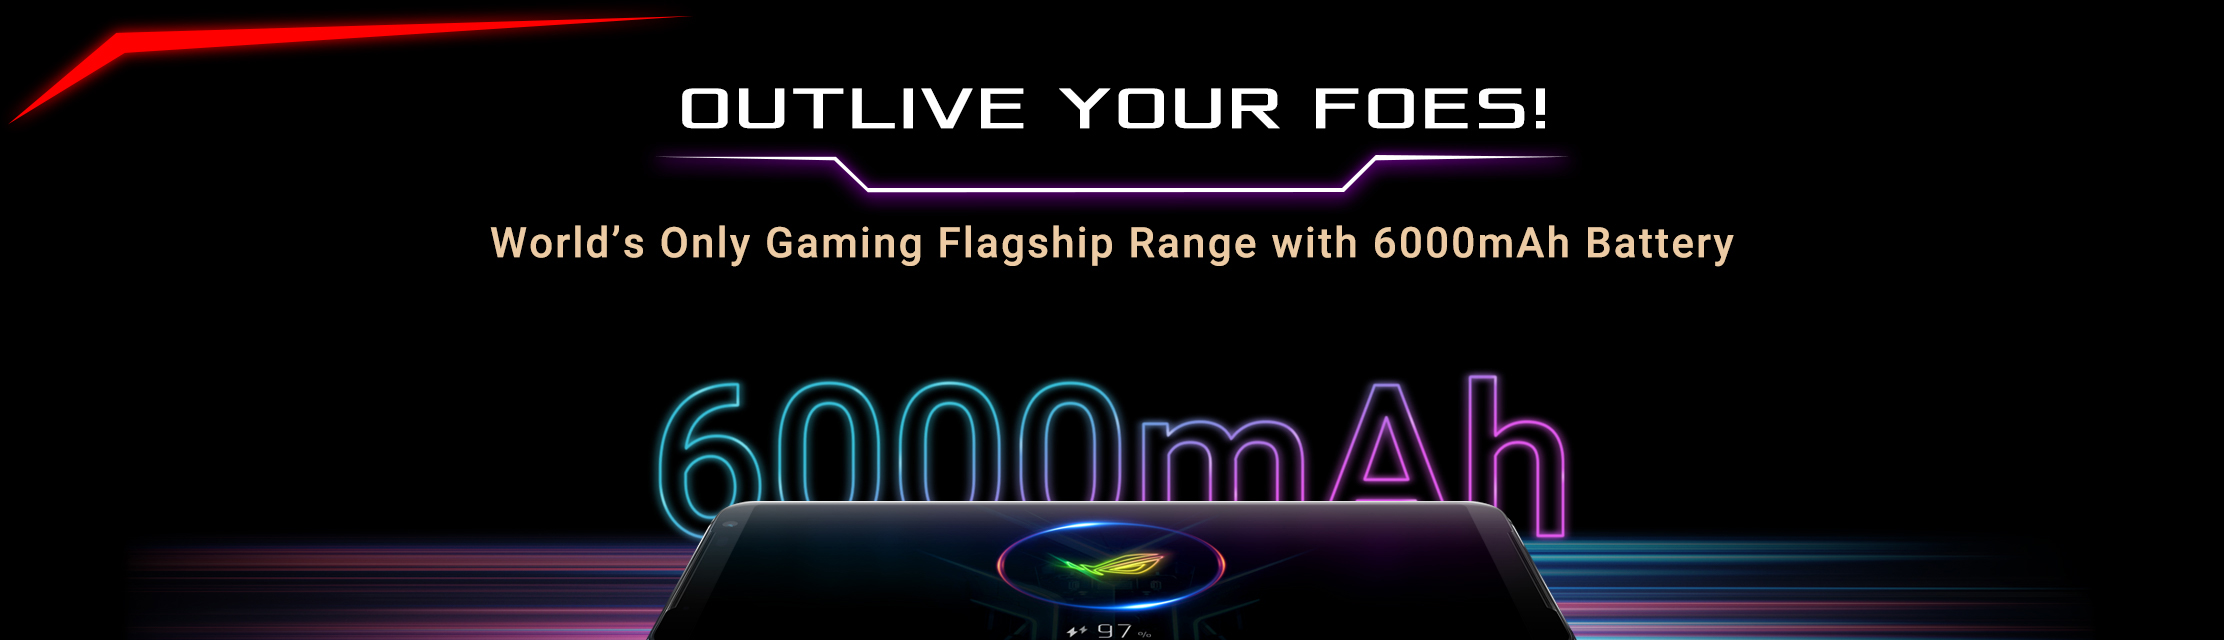 OUTLIVE YOUR FOES!
World’s Only Gaming Flagship Range with 6000mAh Battery
6000mAh
97%